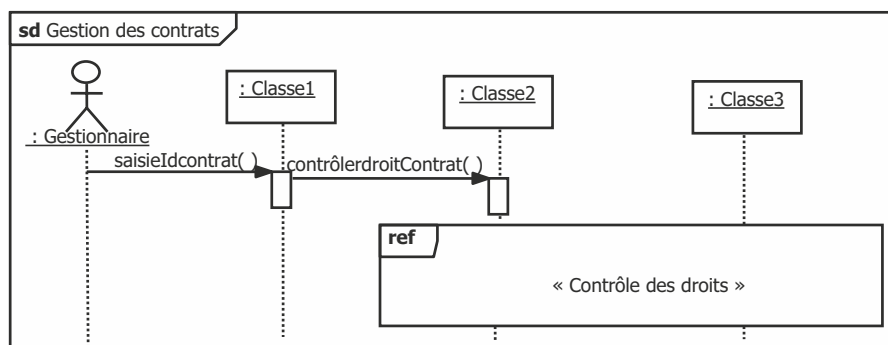 sd Gestion des contrats
: Gestionnaire
: Classe1
: Classe2
: Classe3
saisieIdcontrat( )
contrôlerdroitContrat( )
ref
« Contrôle des droits »